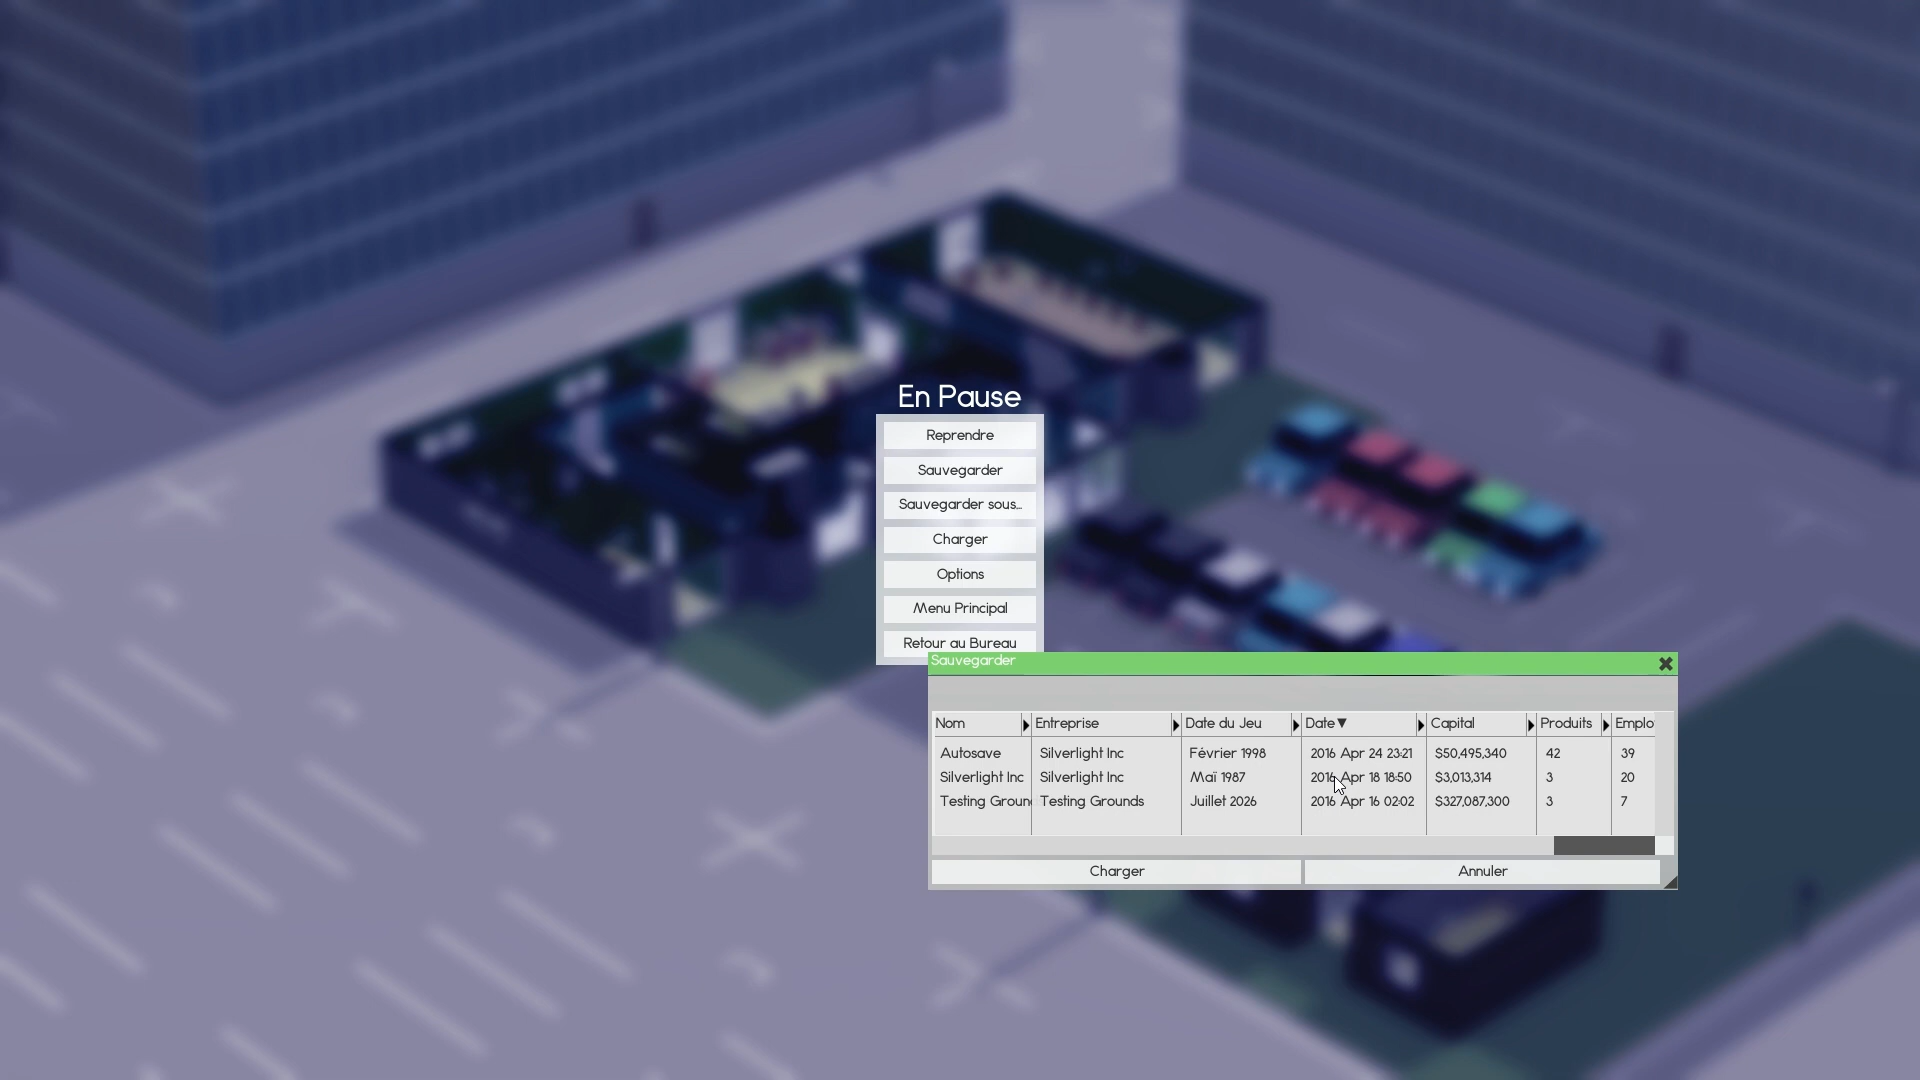 En Pause
Reprendre
Sauvegarder
Sauvegarder sous...
Charger
Options
Menu Principal
Retour au Bureau
Sauvegarder
Nom Entreprise Date du Jeu Date▼ Capital Produits Emplo
Autosave Silverlight Inc Février 1998 2016 Apr 24 23:21 $50,495,340 42 39
Silverlight Inc Silverlight Inc Maï 1987 2016 Apr 18 18:50 $3,013,314 3 20
Testing Groun Testing Grounds Juillet 2026 2016 Apr 16 02:02 $327,087,300 3 7
Charger Annuler